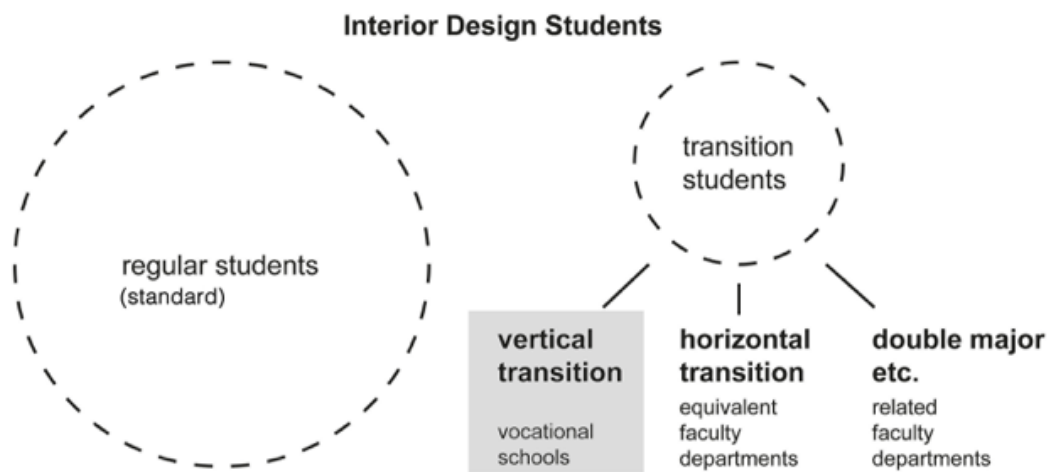 Interior Design Students
regular students
(standard)
transition
students
vertical
transition
vocational
schools
horizontal
transition
equivalent
faculty
departments
double major
etc.
related
faculty
departments